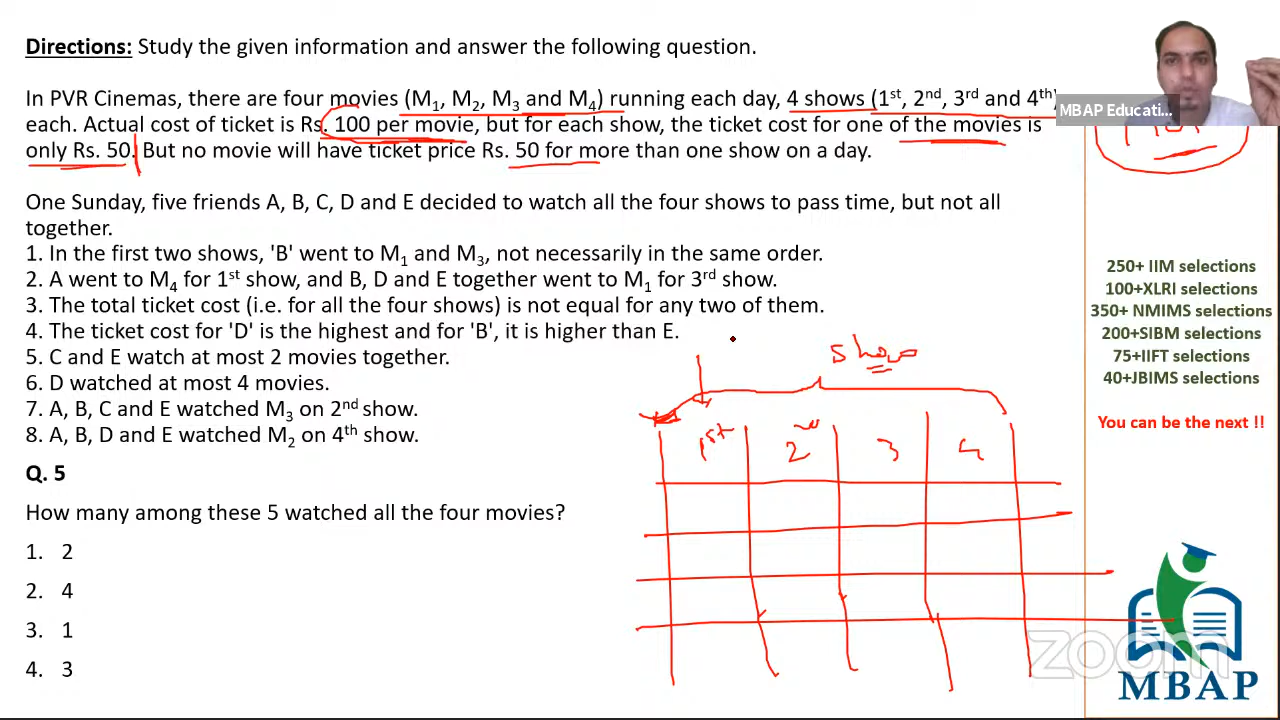 Directions: Study the given information and answer the following question.
In PVR Cinemas, there are four movies (M₁, M₂, M₃ and M₄) running each day, 4 shows (1st, 2nd, 3rd and 4th)
each. Actual cost of ticket is Rs. 100 per movie, but for each show, the ticket cost for one of the movies is
only Rs. 50. But no movie will have ticket price Rs. 50 for more than one show on a day.
MBAP Educati...
One Sunday, five friends A, B, C, D and E decided to watch all the four shows to pass time, but not all
together.
1. In the first two shows, 'B' went to M₁ and M₃, not necessarily in the same order.
2. A went to M₄ for 1st show, and B, D and E together went to M₁ for 3rd show.
3. The total ticket cost (i.e. for all the four shows) is not equal for any two of them.
4. The ticket cost for 'D' is the highest and for 'B', it is higher than E.
5. C and E watch at most 2 movies together.
6. D watched at most 4 movies.
7. A, B, C and E watched M₃ on 2nd show.
8. A, B, D and E watched M₂ on 4th show.
Q. 5
How many among these 5 watched all the four movies?
1. 2
2. 4
3. 1
4. 3
5 shows
1st 2nd 3 4
250+ IIM selections
100+XLRI selections
350+ NMIMS selections
200+SIBM selections
75+IIFT selections
40+JBIMS selections
You can be the next !!
zoom
MBAP